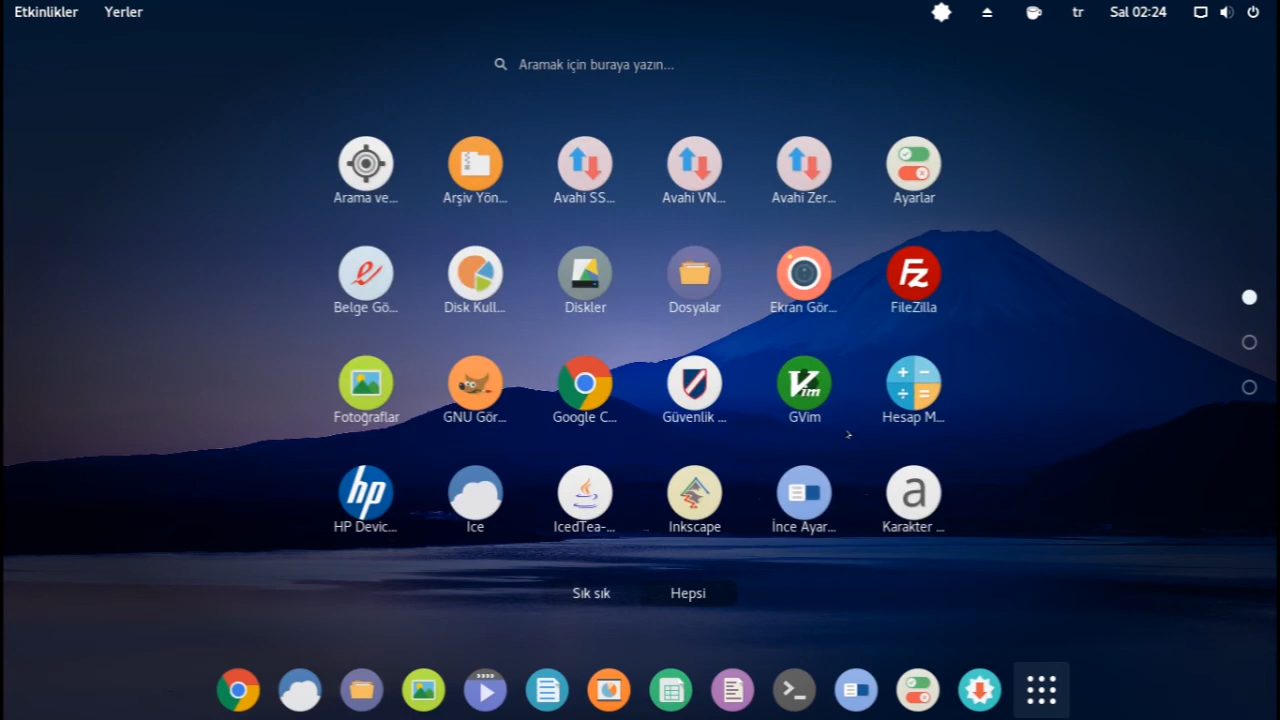 Etkinlikler Yerler tr Sal 02:24
Aramak için buraya yazın...
Arama ve... Arşiv Yön... Avahi SS... Avahi VN... Avahi Zer... Ayarlar
Belge Gö... Disk Kull... Diskler Dosyalar Ekran Gör... FileZilla
Fotoğraflar GNU Gör... Google C... Güvenlik ... GVim Hesap M...
HP Devic... Ice IcedTea-... Inkscape İnce Ayar... Karakter ...
Sık sık Hepsi